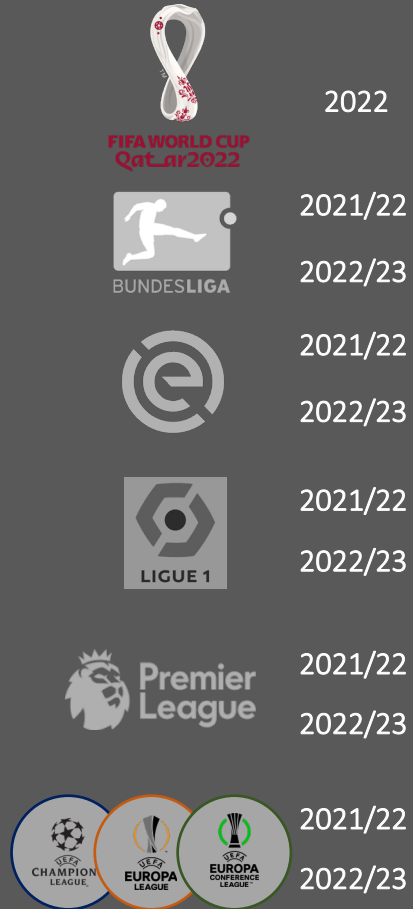 FIFA WORLD CUP
Qatar2022
2022
BUNDESLIGA
2021/22
2022/23
2021/22
2022/23
LIGUE 1
2021/22
2022/23
Premier
League
2021/22
2022/23
UEFA
CHAMPION
LEAGUE
UEFA
EUROPA
LEAGUE
UEFA
EUROPA
CONFERENCE
LEAGUE™
2021/22
2022/23